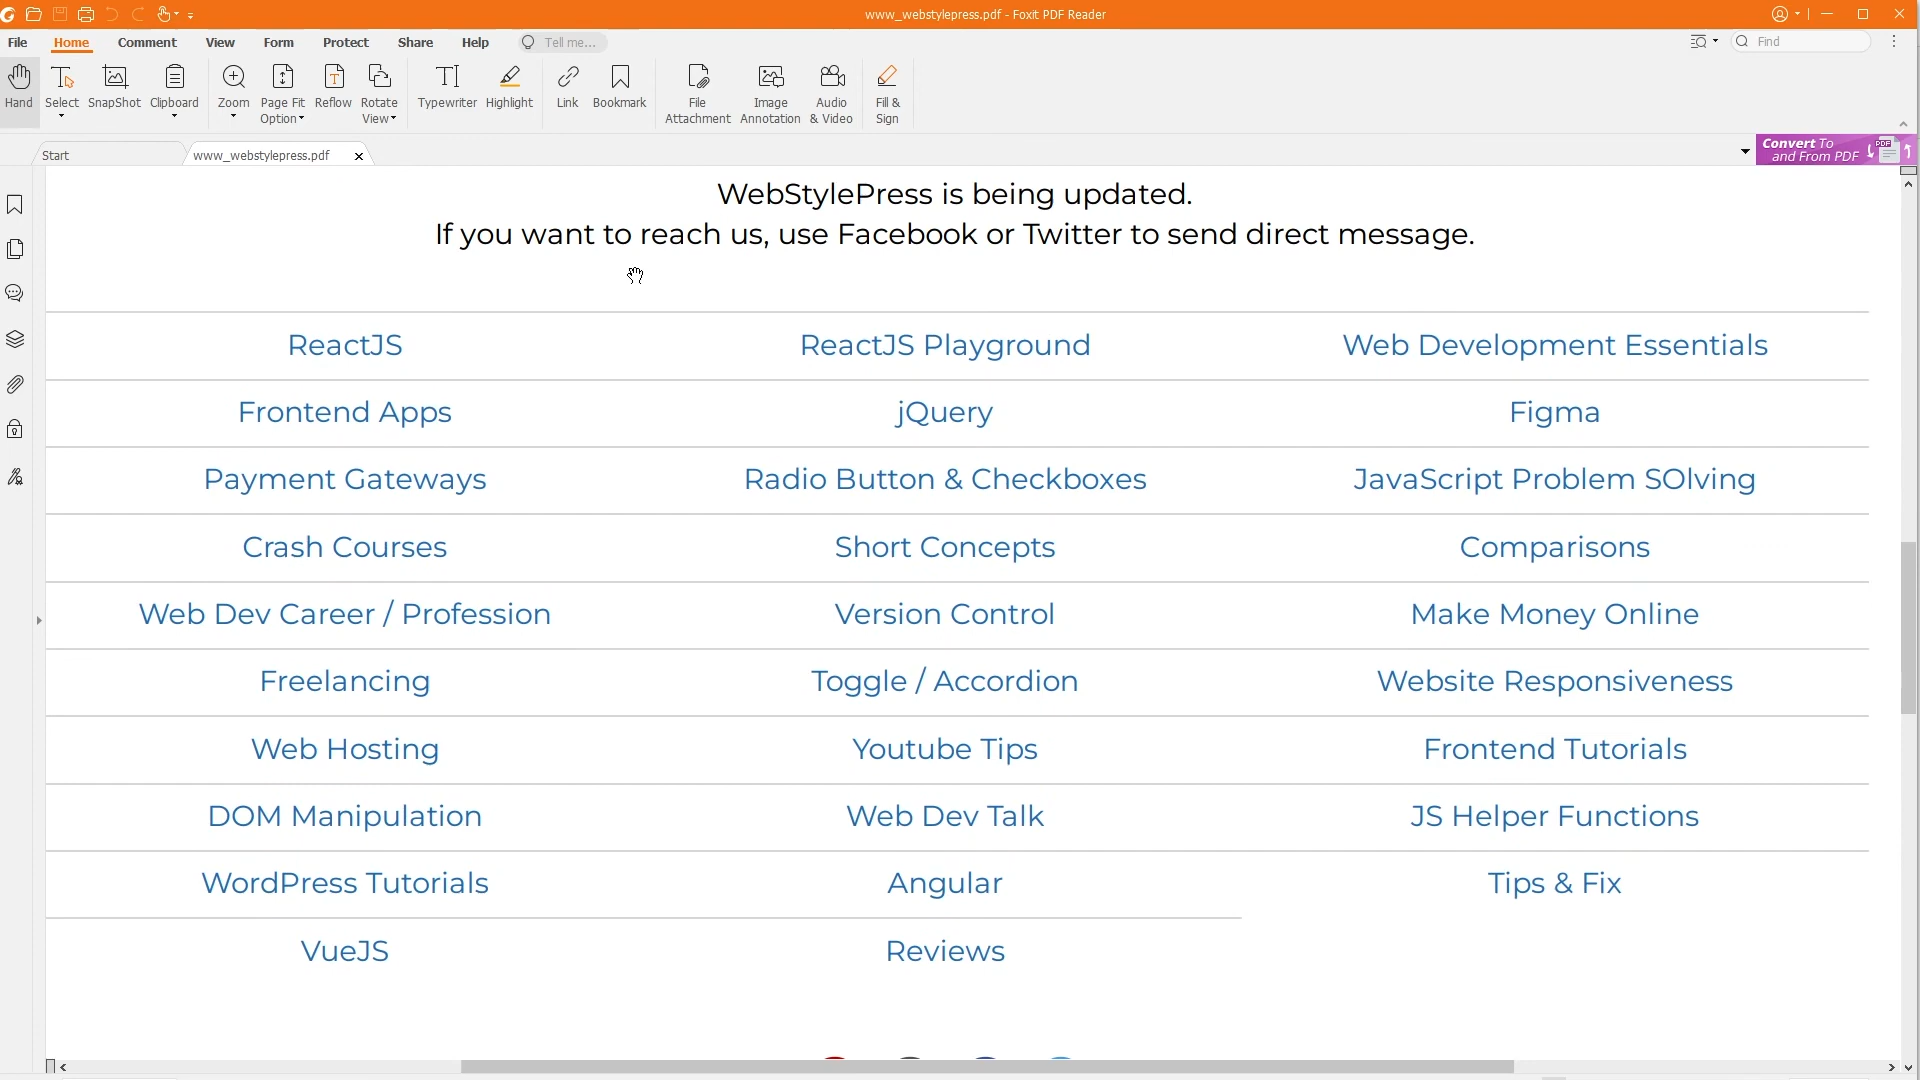 www_webstylepress.pdf - Foxit PDF Reader
File Home Comment View Form Protect Share Help Tell me... Find
Hand Select SnapShot Clipboard Zoom Page Fit Option Reflow Rotate View Typewriter Highlight Link Bookmark File Attachment Image Annotation Audio & Video Fill & Sign
Start www_webstylepress.pdf
Convert To and From PDF PDF
WebStylePress is being updated.
If you want to reach us, use Facebook or Twitter to send direct message.
ReactJS ReactJS Playground Web Development Essentials
Frontend Apps jQuery Figma
Payment Gateways Radio Button & Checkboxes JavaScript Problem SOlving
Crash Courses Short Concepts Comparisons
Web Dev Career / Profession Version Control Make Money Online
Freelancing Toggle / Accordion Website Responsiveness
Web Hosting Youtube Tips Frontend Tutorials
DOM Manipulation Web Dev Talk JS Helper Functions
WordPress Tutorials Angular Tips & Fix
VueJS Reviews